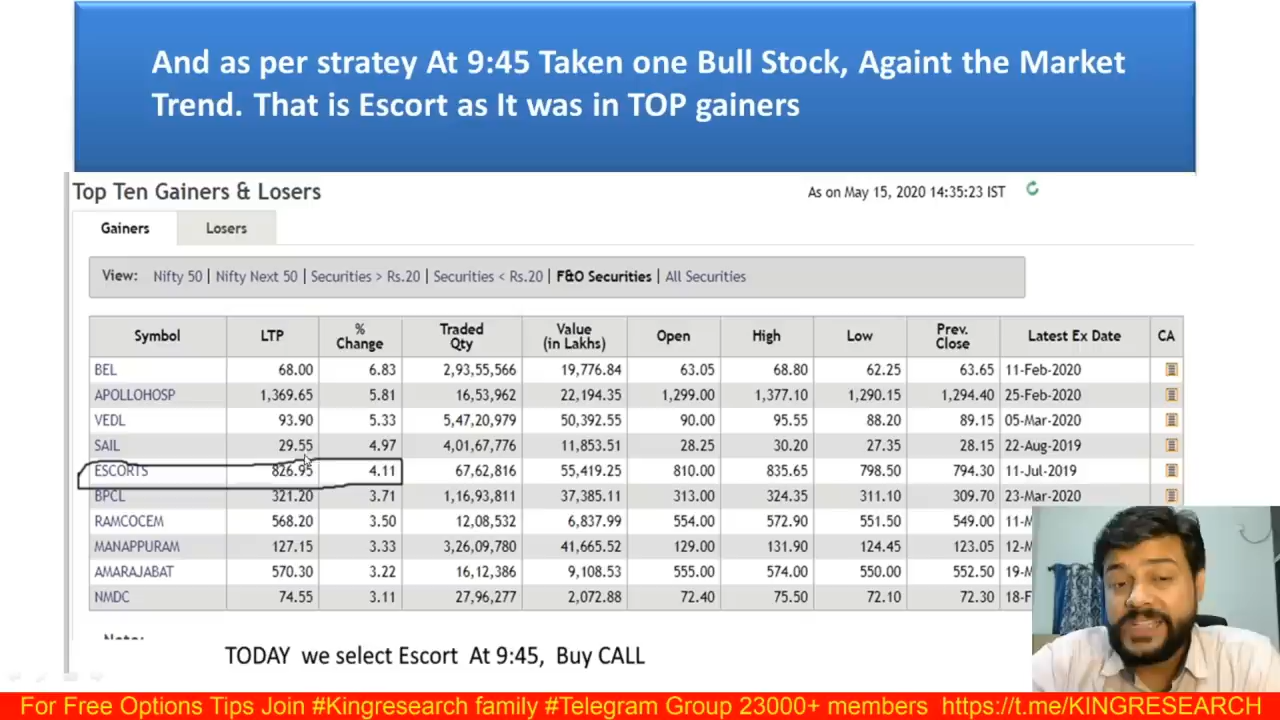 And as per stratey At 9:45 Taken one Bull Stock, Againt the Market
Trend. That is Escort as It was in TOP gainers
Top Ten Gainers & Losers
As on May 15, 2020 14:35:23 IST
Gainers Losers
View: Nifty 50 | Nifty Next 50 | Securities > Rs.20 | Securities < Rs.20 | F&O Securities | All Securities
Symbol LTP % Change Traded Qty Value (in Lakhs) Open High Low Prev. Close Latest Ex Date CA
BEL 68.00 6.83 2,93,55,566 19,776.84 63.05 68.80 62.25 63.65 11-Feb-2020
APOLLOHOSP 1,369.65 5.81 16,53,962 22,194.35 1,299.00 1,377.10 1,290.15 1,294.40 25-Feb-2020
VEDL 93.90 5.33 5,47,20,979 50,392.55 90.00 95.55 88.20 89.15 05-Mar-2020
SAIL 29.55 4.97 4,01,67,776 11,853.51 28.25 30.20 27.35 28.15 22-Aug-2019
ESCORTS 826.95 4.11 67,62,816 55,419.25 810.00 835.65 798.50 794.30 11-Jul-2019
BPCL 321.20 3.71 1,16,93,811 37,385.11 313.00 324.35 311.10 309.70 23-Mar-2020
RAMCOCEM 568.20 3.50 12,08,532 6,837.99 554.00 572.90 551.50 549.00
MANAPPURAM 127.15 3.33 3,26,09,780 41,665.52 129.00 131.90 124.45 123.05
AMARAJABAT 570.30 3.22 16,12,386 9,108.53 555.00 574.00 550.00 552.50
NMDC 74.55 3.11 27,96,277 2,072.88 72.40 75.50 72.10 72.30
TODAY we select Escort At 9:45, Buy CALL
For Free Options Tips Join #Kingresearch family #Telegram Group 23000+ members https://t.me/KINGRESEARCH